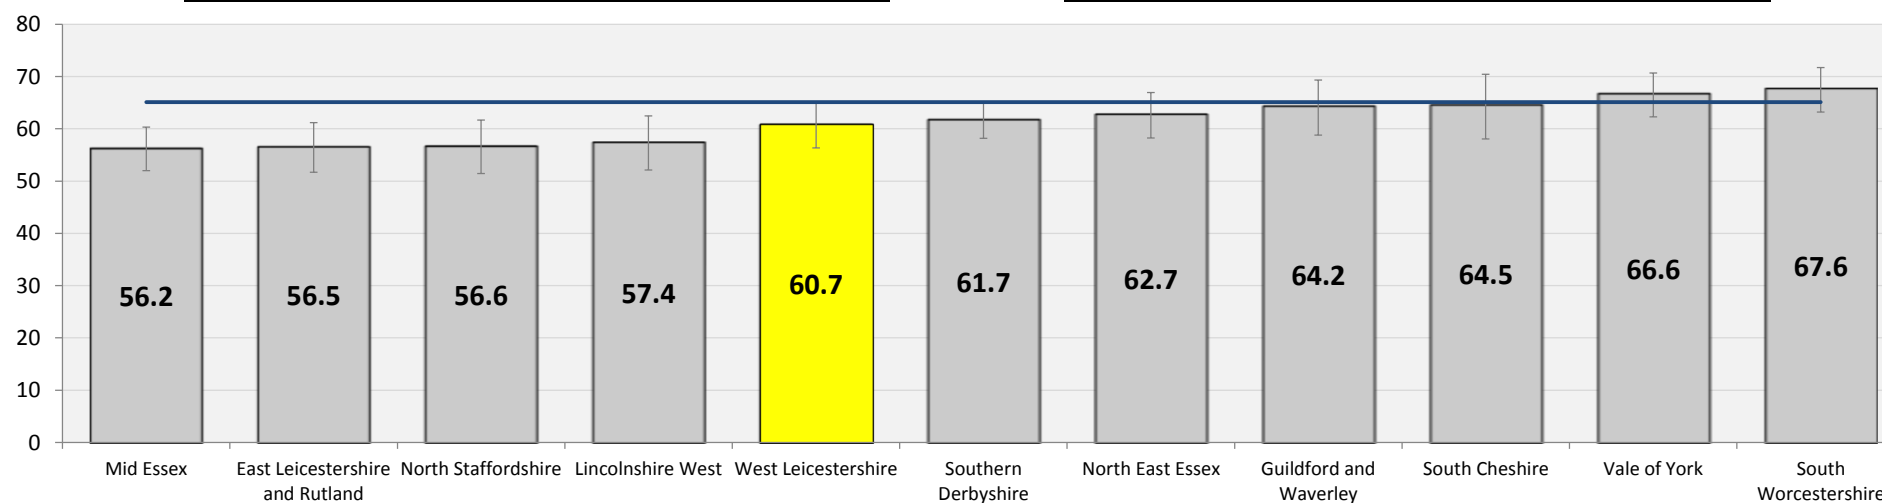 80
70
60
50
40
30
20
10
0
56.2
56.5
56.6
57.4
60.7
61.7
62.7
64.2
64.5
66.6
67.6
Mid Essex
East Leicestershire
and Rutland
North Staffordshire
Lincolnshire West
West Leicestershire
Southern
Derbyshire
North East Essex
Guildford and
Waverley
South Cheshire
Vale of York
South
Worcestershire